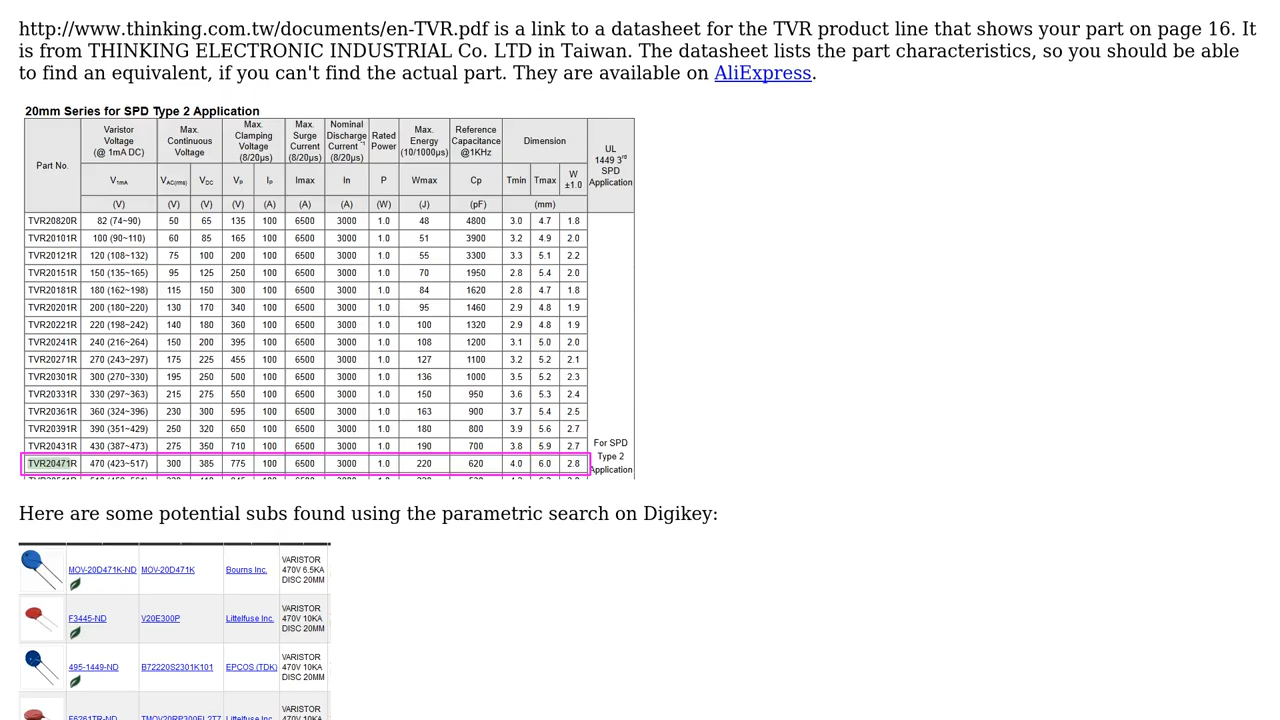 http://www.thinking.com.tw/documents/en-TVR.pdf is a link to a datasheet for the TVR product line that shows your part on page 16. It
is from THINKING ELECTRONIC INDUSTRIAL Co. LTD in Taiwan. The datasheet lists the part characteristics, so you should be able
to find an equivalent, if you can't find the actual part. They are available on AliExpress.
20mm Series for SPD Type 2 Application
Part No. Varistor Voltage (@ 1mA DC) Max. Continuous Voltage Max. Clamping Voltage (8/20µs) Max. Surge Current (8/20µs) Nominal Discharge Current *1 (8/20µs) Rated Power Max. Energy (10/1000µs) Reference Capacitance @1KHz Dimension UL 1449 3rd SPD Application
V1mA VAC(rms) VDC VP IP Imax In P Wmax Cp Tmin Tmax W ±1.0
(V) (V) (V) (V) (A) (A) (A) (W) (J) (pF) (mm)
TVR20820R 82 (74~90) 50 65 135 100 6500 3000 1.0 48 4800 3.0 4.7 1.8
TVR20101R 100 (90~110) 60 85 165 100 6500 3000 1.0 51 3900 3.2 4.9 2.0
TVR20121R 120 (108~132) 75 100 200 100 6500 3000 1.0 55 3300 3.3 5.1 2.2
TVR20151R 150 (135~165) 95 125 250 100 6500 3000 1.0 70 1950 2.8 5.4 2.0
TVR20181R 180 (162~198) 115 150 300 100 6500 3000 1.0 84 1620 2.8 4.7 1.8
TVR20201R 200 (180~220) 130 170 340 100 6500 3000 1.0 95 1460 2.9 4.8 1.9
TVR20221R 220 (198~242) 140 180 360 100 6500 3000 1.0 100 1320 2.9 4.8 1.9
TVR20241R 240 (216~264) 150 200 395 100 6500 3000 1.0 108 1200 3.1 5.0 2.0
TVR20271R 270 (243~297) 175 225 455 100 6500 3000 1.0 127 1100 3.2 5.2 2.1
TVR20301R 300 (270~330) 195 250 500 100 6500 3000 1.0 136 1000 3.5 5.2 2.3
TVR20331R 330 (297~363) 215 275 550 100 6500 3000 1.0 150 950 3.6 5.3 2.4
TVR20361R 360 (324~396) 230 300 595 100 6500 3000 1.0 163 900 3.7 5.4 2.5
TVR20391R 390 (351~429) 250 320 650 100 6500 3000 1.0 180 800 3.9 5.6 2.7
TVR20431R 430 (387~473) 275 350 710 100 6500 3000 1.0 190 700 3.8 5.9 2.7
TVR20471R 470 (423~517) 300 385 775 100 6500 3000 1.0 220 620 4.0 6.0 2.8
For SPD
Type 2
Application
Here are some potential subs found using the parametric search on Digikey:
MOV-20D471K-ND MOV-20D471K Bourns Inc. VARISTOR 470V 6.5KA DISC 20MM
F3445-ND V20E300P Littelfuse Inc. VARISTOR 470V 10KA DISC 20MM
495-1449-ND B72220S2301K101 EPCOS (TDK) VARISTOR 470V 10KA DISC 20MM
F6261TR-ND TMOV20RP300EL2T7 Littelfuse Inc. VARISTOR 470V 10KA